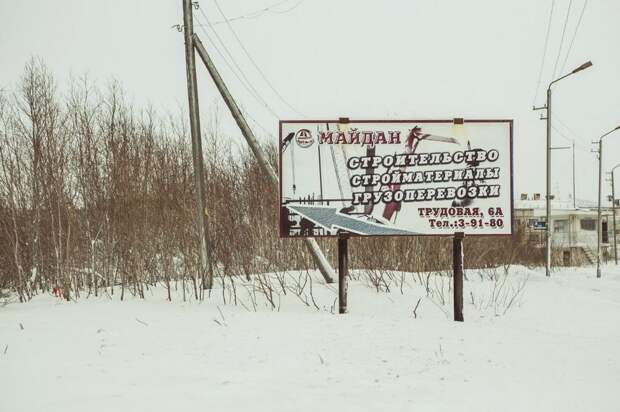 МАЙДАН
СТРОИТЕЛЬСТВО
СТРОЙМАТЕРИАЛЫ
ГРУЗОПЕРЕВОЗКИ
ТРУДОВАЯ, 6А
Тел.:3-91-80